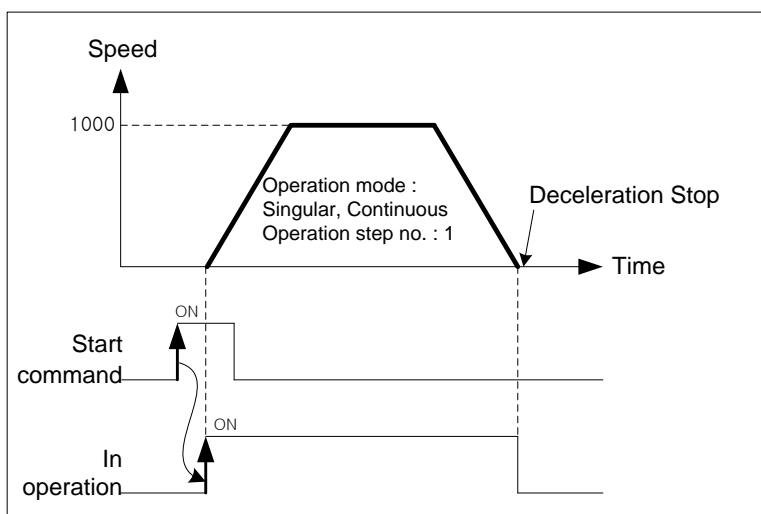 Speed
1000
Operation mode :
Singular, Continuous
Operation step no. : 1
Deceleration Stop
Time
ON
Start
command
ON
In
operation